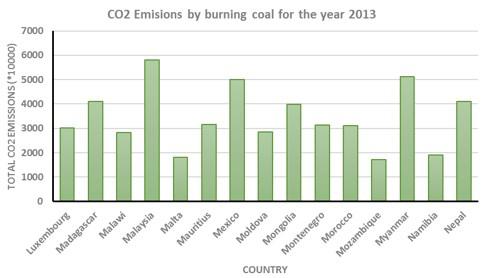 CO2 Emisions by burning coal for the year 2013
TOTAL CO2 EMISSIONS (*10000)
7000
6000
5000
4000
3000
2000
1000
0
Luxembourg
Madagascar
Malawi
Malaysia
Malta
Mauritius
Mexico
Moldova
Mongolia
Montenegro
Morocco
Mozambique
Myanmar
Namibia
Nepal
COUNTRY